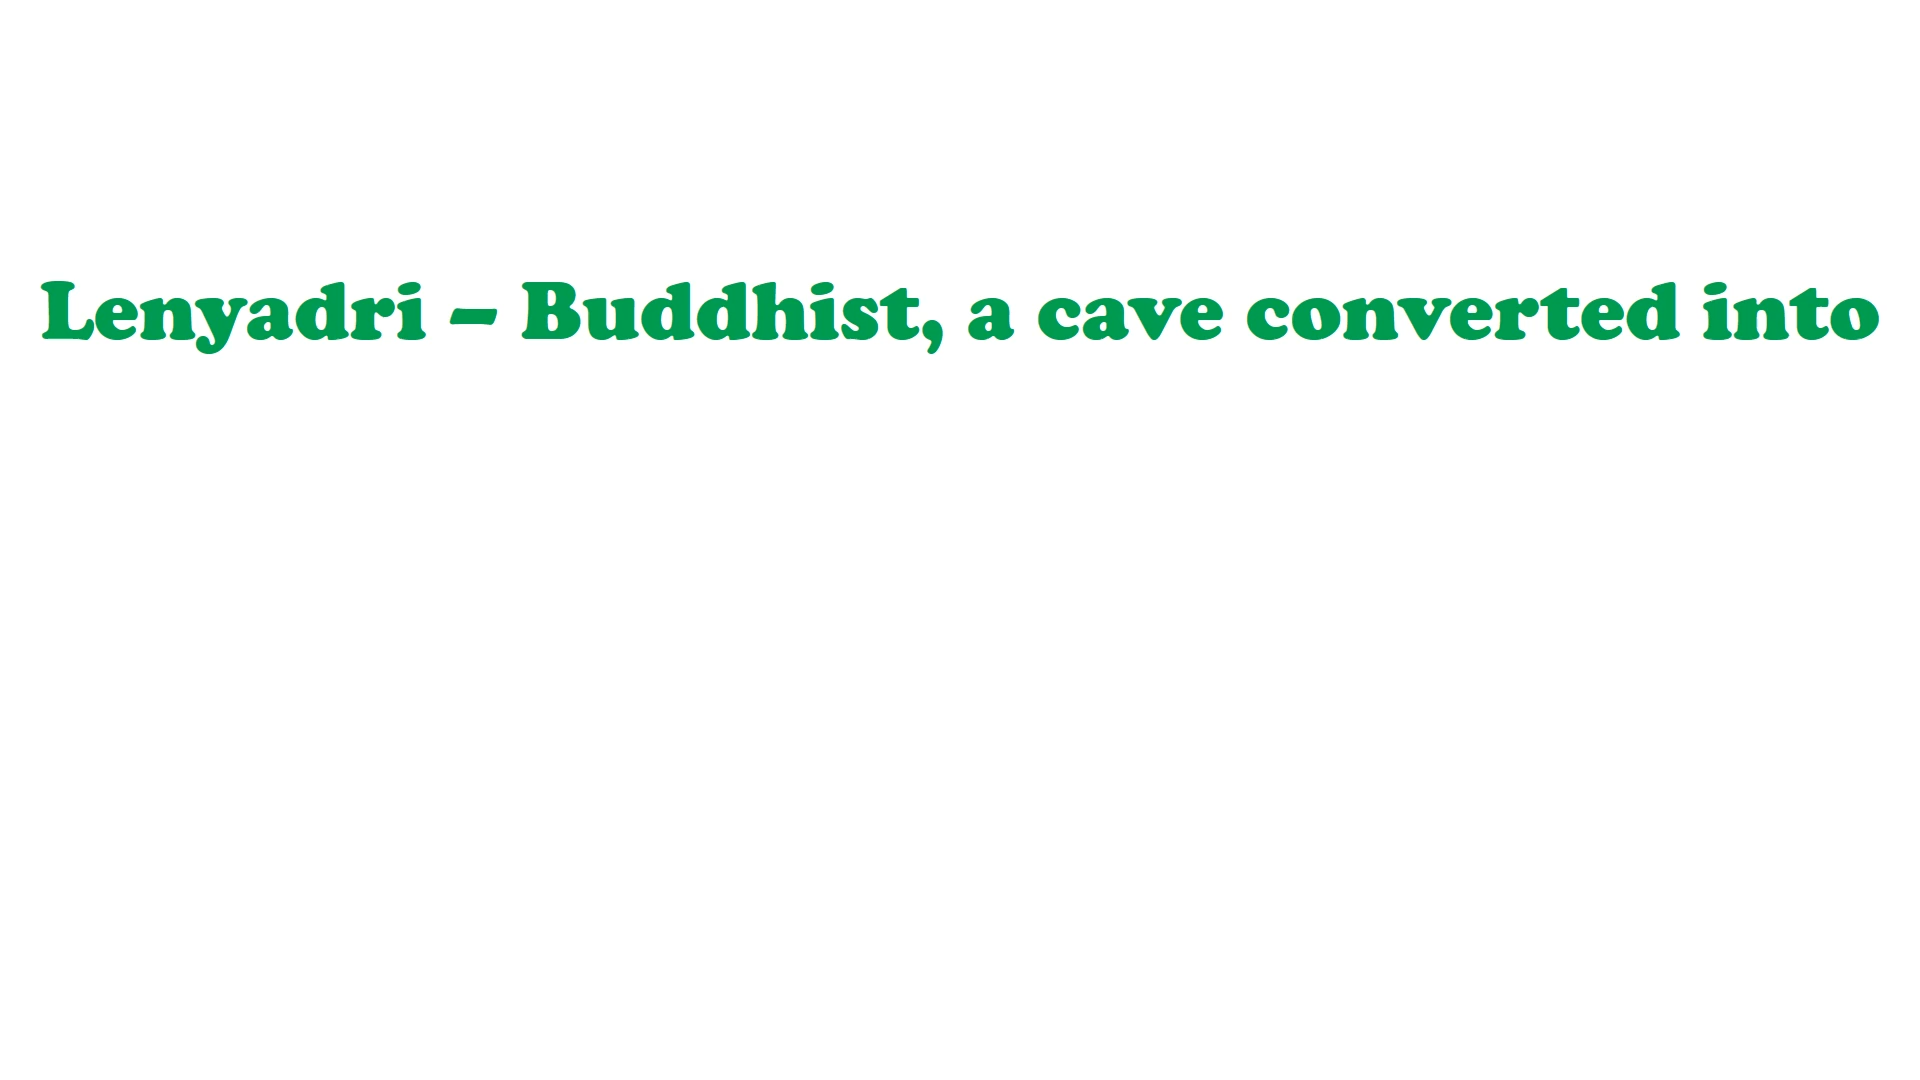 Lenyadri – Buddhist, a cave converted into